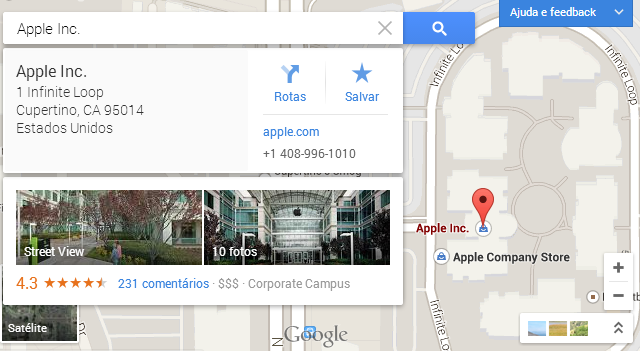 Apple Inc.
Ajuda e feedback
Apple Inc.
1 Infinite Loop
Cupertino, CA 95014
Estados Unidos
Rotas
Salvar
apple.com
+1 408-996-1010
Street View
10 fotos
4.3
231 comentários · $$$ · Corporate Campus
Satélite
Infinite Loop
Infinite Loop
Apple Inc.
Apple Company Store
Infinite Loop
N
Google